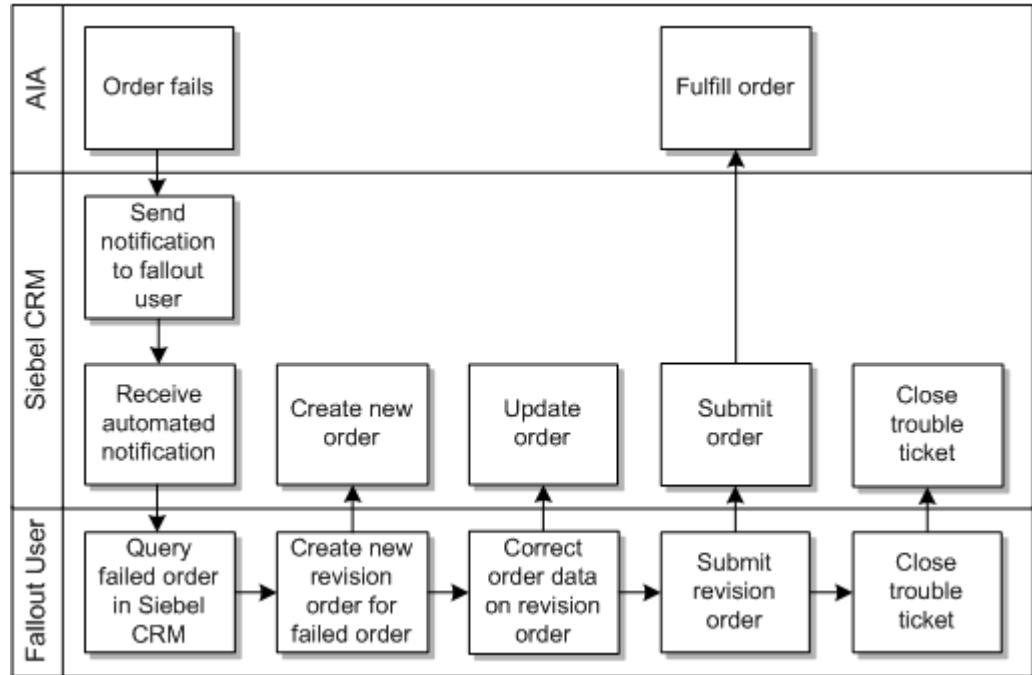 AIA
Order fails
Fulfill order
Siebel CRM
Send
notification
to fallout
user
Receive
automated
notification
Create new
order
Update
order
Submit
order
Close
trouble
ticket
Fallout User
Query
failed order
in Siebel
CRM
Create new
revision
order for
failed order
Correct
order data
on revision
order
Submit
revision
order
Close
trouble
ticket